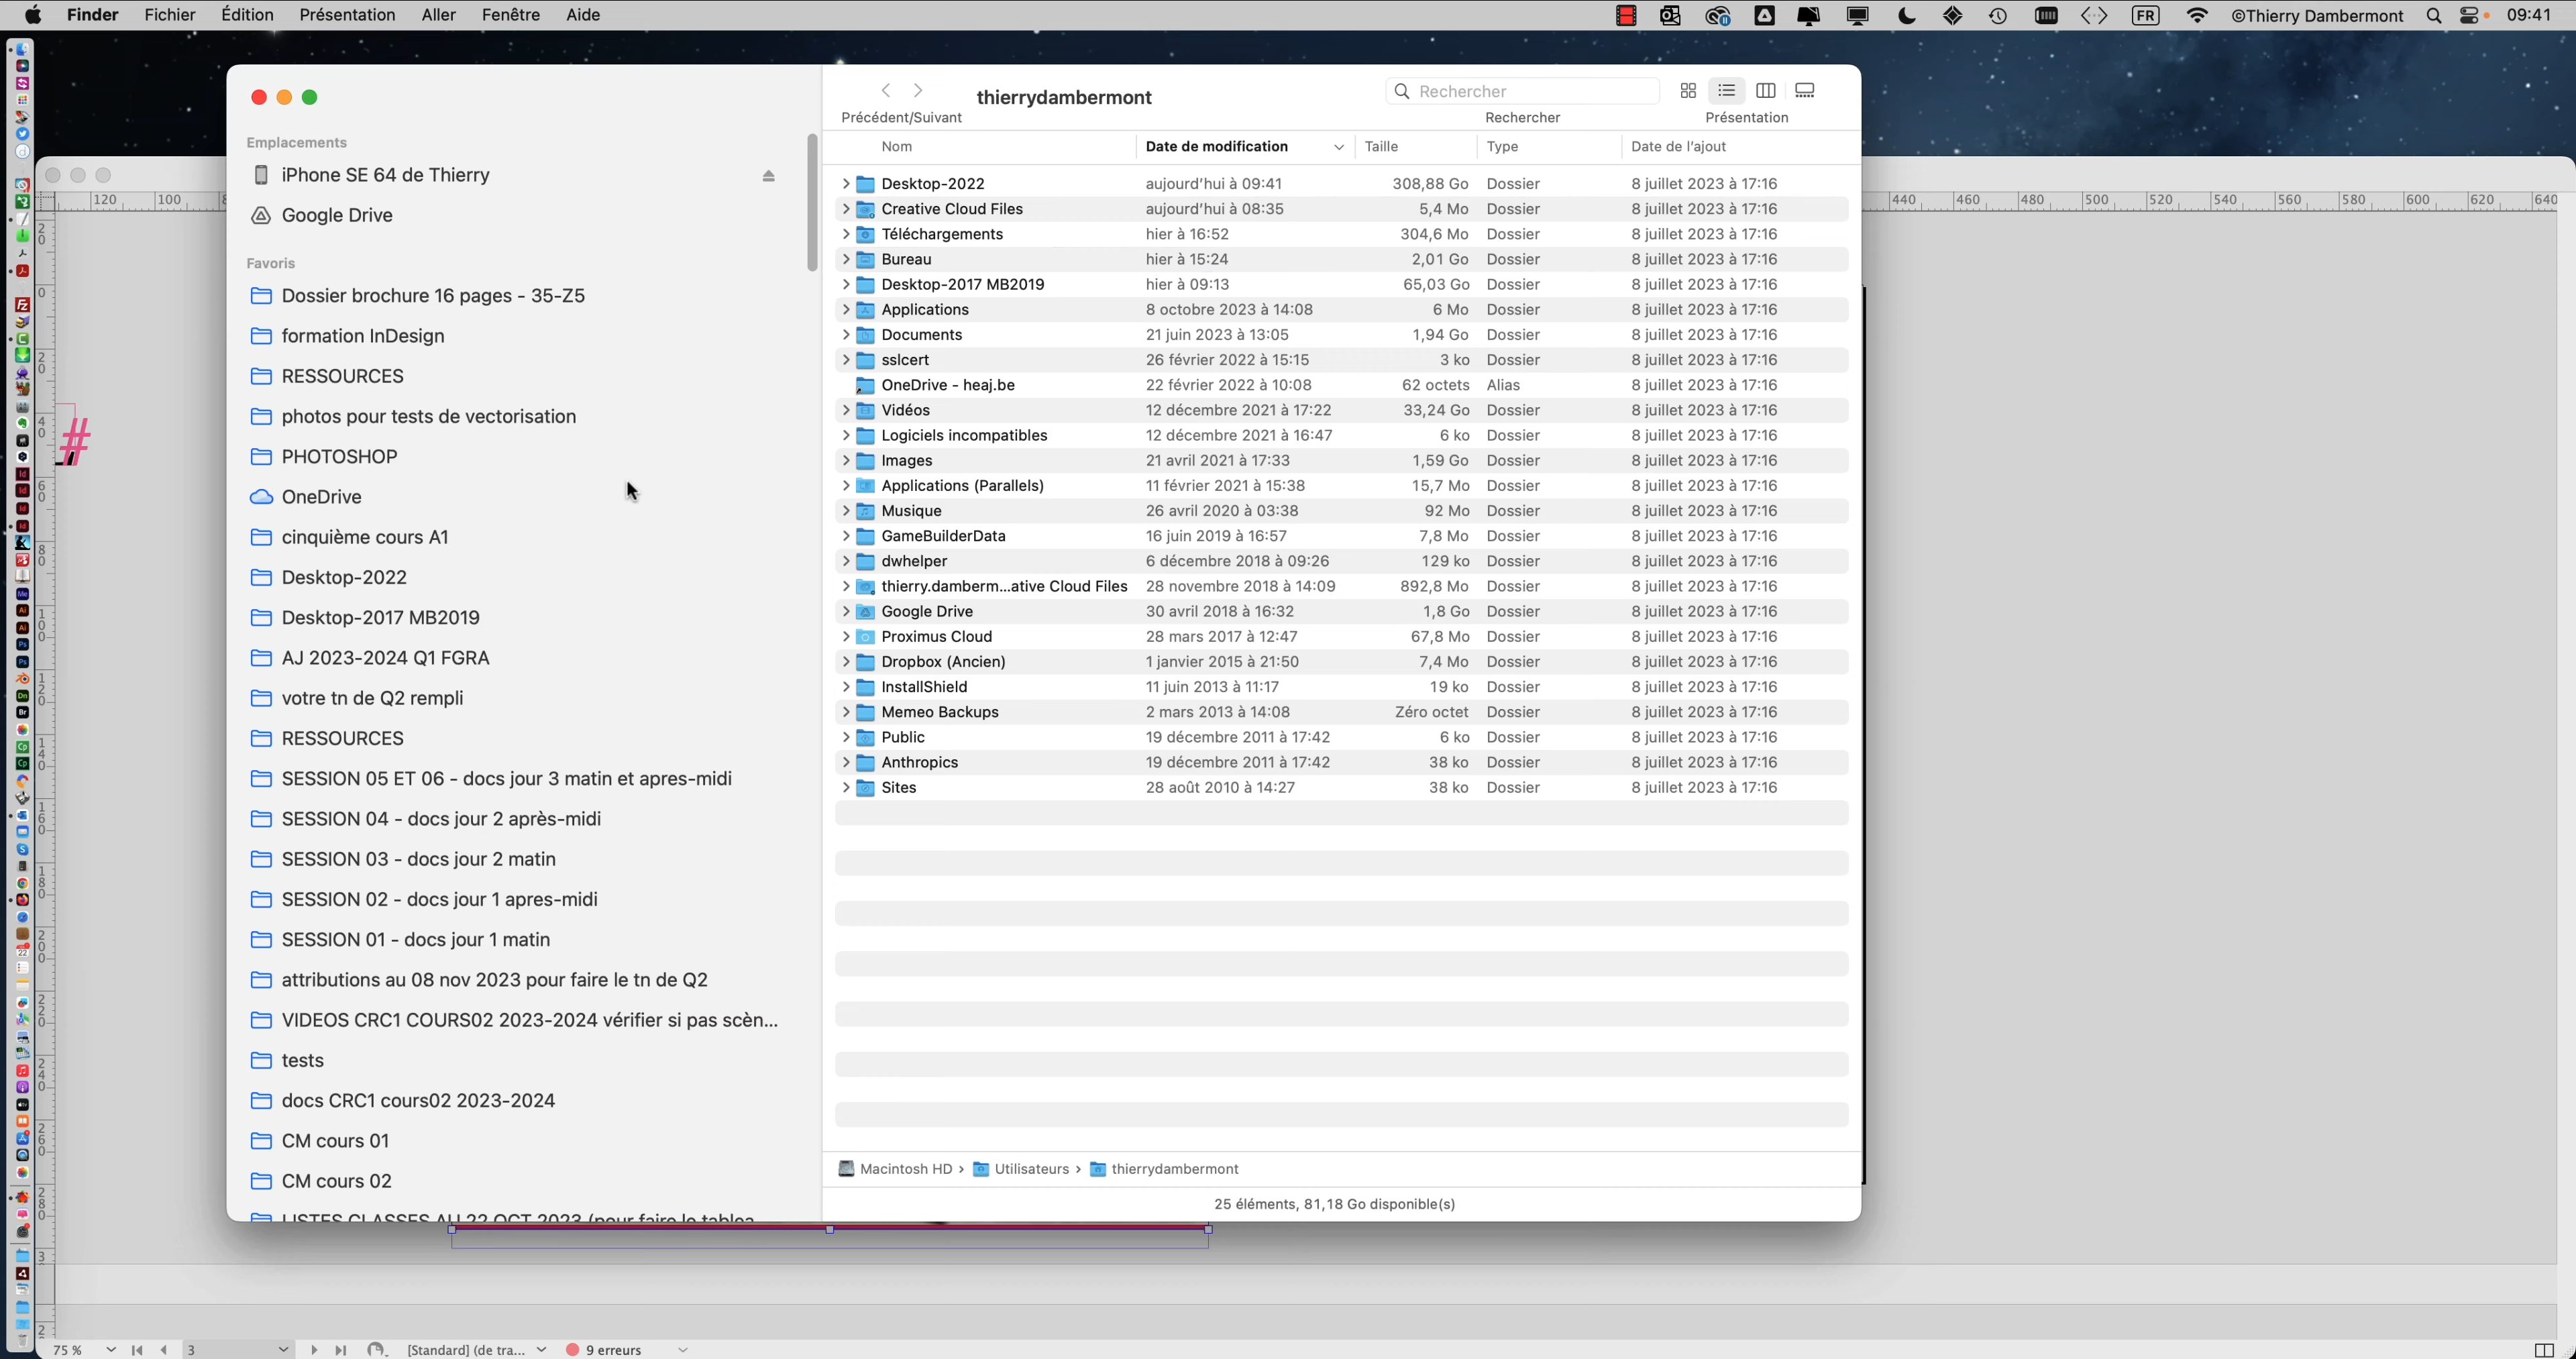 Finder Fichier Édition Présentation Aller Fenêtre Aide FR ©Thierry Dambermont 09:41
thierrydambermont
Rechercher
Précédent/Suivant Rechercher Présentation
Emplacements
iPhone SE 64 de Thierry
Google Drive
Favoris
Dossier brochure 16 pages - 35-Z5
formation InDesign
RESSOURCES
photos pour tests de vectorisation
PHOTOSHOP
OneDrive
cinquième cours A1
Desktop-2022
Desktop-2017 MB2019
AJ 2023-2024 Q1 FGRA
votre tn de Q2 rempli
RESSOURCES
SESSION 05 ET 06 - docs jour 3 matin et apres-midi
SESSION 04 - docs jour 2 après-midi
SESSION 03 - docs jour 2 matin
SESSION 02 - docs jour 1 apres-midi
SESSION 01 - docs jour 1 matin
attributions au 08 nov 2023 pour faire le tn de Q2
VIDEOS CRC1 COURS02 2023-2024 vérifier si pas scèn...
tests
docs CRC1 cours02 2023-2024
CM cours 01
CM cours 02
LISTES CLASSES AU 22 OCT 2023 (pour faire le tablea
Nom Date de modification Taille Type Date de l'ajout
Desktop-2022 aujourd'hui à 09:41 308,88 Go Dossier 8 juillet 2023 à 17:16
Creative Cloud Files aujourd'hui à 08:35 5,4 Mo Dossier 8 juillet 2023 à 17:16
Téléchargements hier à 16:52 304,6 Mo Dossier 8 juillet 2023 à 17:16
Bureau hier à 15:24 2,01 Go Dossier 8 juillet 2023 à 17:16
Desktop-2017 MB2019 hier à 09:13 65,03 Go Dossier 8 juillet 2023 à 17:16
Applications 8 octobre 2023 à 14:08 6 Mo Dossier 8 juillet 2023 à 17:16
Documents 21 juin 2023 à 13:05 1,94 Go Dossier 8 juillet 2023 à 17:16
sslcert 26 février 2022 à 15:15 3 ko Dossier 8 juillet 2023 à 17:16
OneDrive - heaj.be 22 février 2022 à 10:08 62 octets Alias 8 juillet 2023 à 17:16
Vidéos 12 décembre 2021 à 17:22 33,24 Go Dossier 8 juillet 2023 à 17:16
Logiciels incompatibles 12 décembre 2021 à 16:47 6 ko Dossier 8 juillet 2023 à 17:16
Images 21 avril 2021 à 17:33 1,59 Go Dossier 8 juillet 2023 à 17:16
Applications (Parallels) 11 février 2021 à 15:38 15,7 Mo Dossier 8 juillet 2023 à 17:16
Musique 26 avril 2020 à 03:38 92 Mo Dossier 8 juillet 2023 à 17:16
GameBuilderData 16 juin 2019 à 16:57 7,8 Mo Dossier 8 juillet 2023 à 17:16
dwhelper 6 décembre 2018 à 09:26 129 ko Dossier 8 juillet 2023 à 17:16
thierry.damberm...ative Cloud Files 28 novembre 2018 à 14:09 892,8 Mo Dossier 8 juillet 2023 à 17:16
Google Drive 30 avril 2018 à 16:32 1,8 Go Dossier 8 juillet 2023 à 17:16
Proximus Cloud 28 mars 2017 à 12:47 67,8 Mo Dossier 8 juillet 2023 à 17:16
Dropbox (Ancien) 1 janvier 2015 à 21:50 7,4 Mo Dossier 8 juillet 2023 à 17:16
InstallShield 11 juin 2013 à 11:17 19 ko Dossier 8 juillet 2023 à 17:16
Memeo Backups 2 mars 2013 à 14:08 Zéro octet Dossier 8 juillet 2023 à 17:16
Public 19 décembre 2011 à 17:42 6 ko Dossier 8 juillet 2023 à 17:16
Anthropics 19 décembre 2011 à 17:42 38 ko Dossier 8 juillet 2023 à 17:16
Sites 28 août 2010 à 14:27 38 ko Dossier 8 juillet 2023 à 17:16
Macintosh HD › Utilisateurs › thierrydambermont
25 éléments, 81,18 Go disponible(s)
120 100
440 460 480 500 520 540 560 580 600 620 640
#
75 % 3 [Standard] (de tra... 9 erreurs